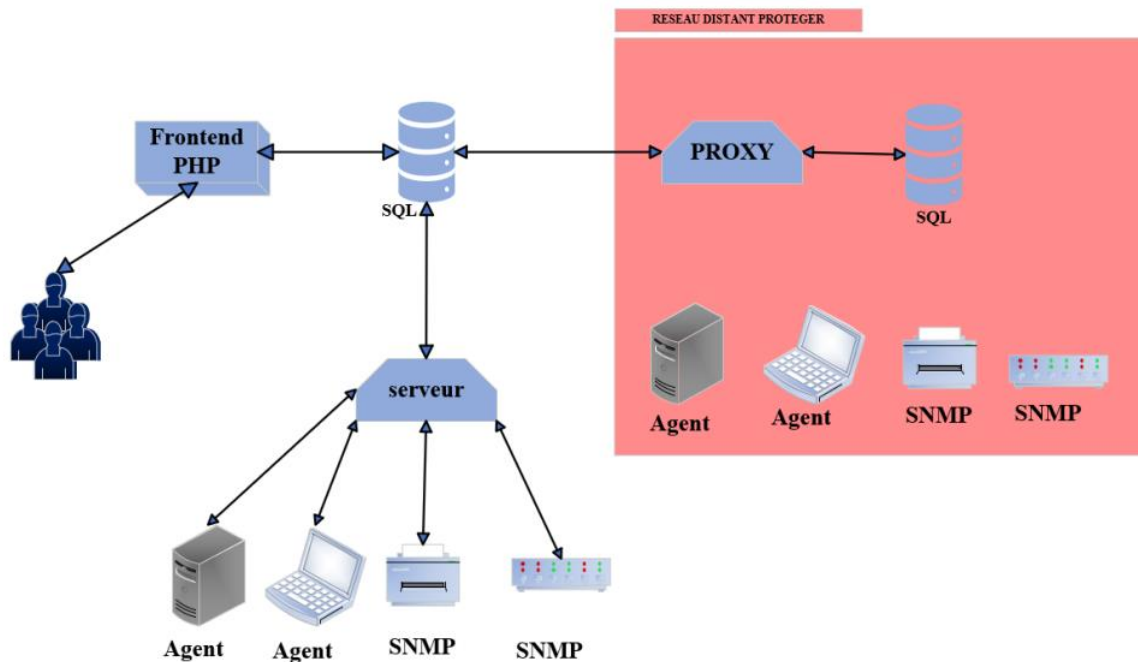 RESEAU DISTANT PROTEGER
Frontend
PHP
SQL
PROXY
SQL
serveur
Agent
Agent
SNMP
SNMP
Agent
Agent
SNMP
SNMP